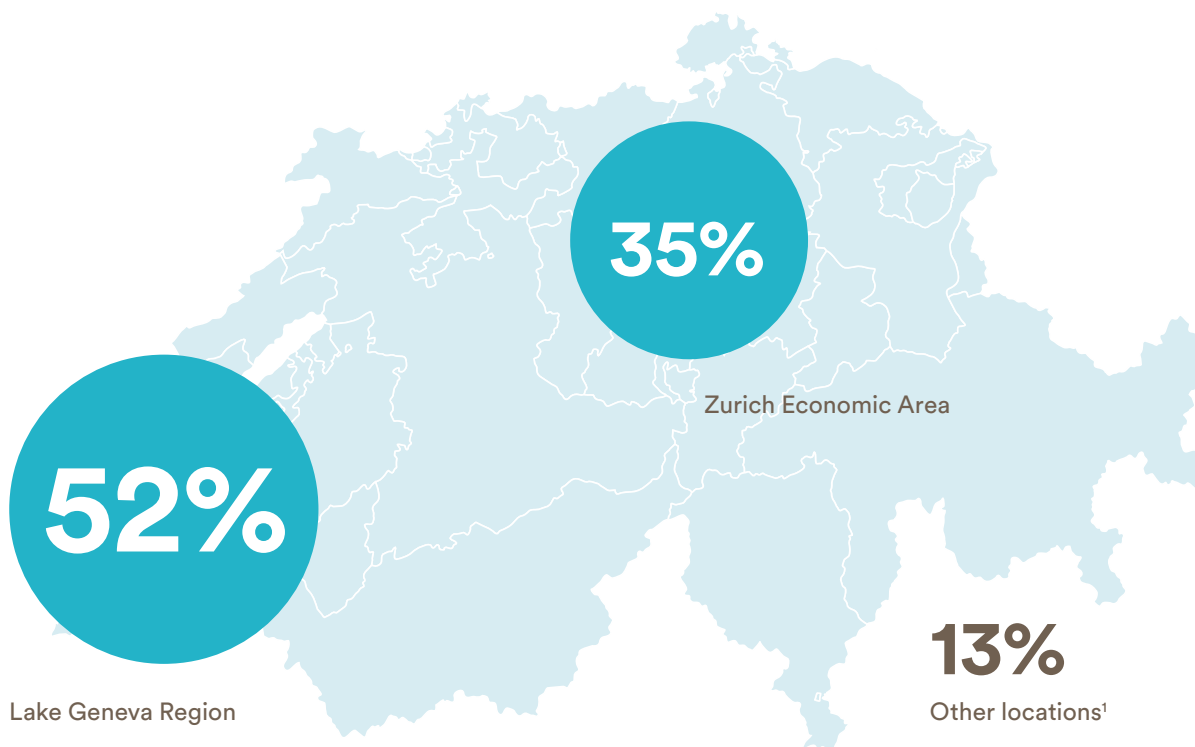 35%
Zurich Economic Area
52%
Lake Geneva Region
13%
Other locations¹